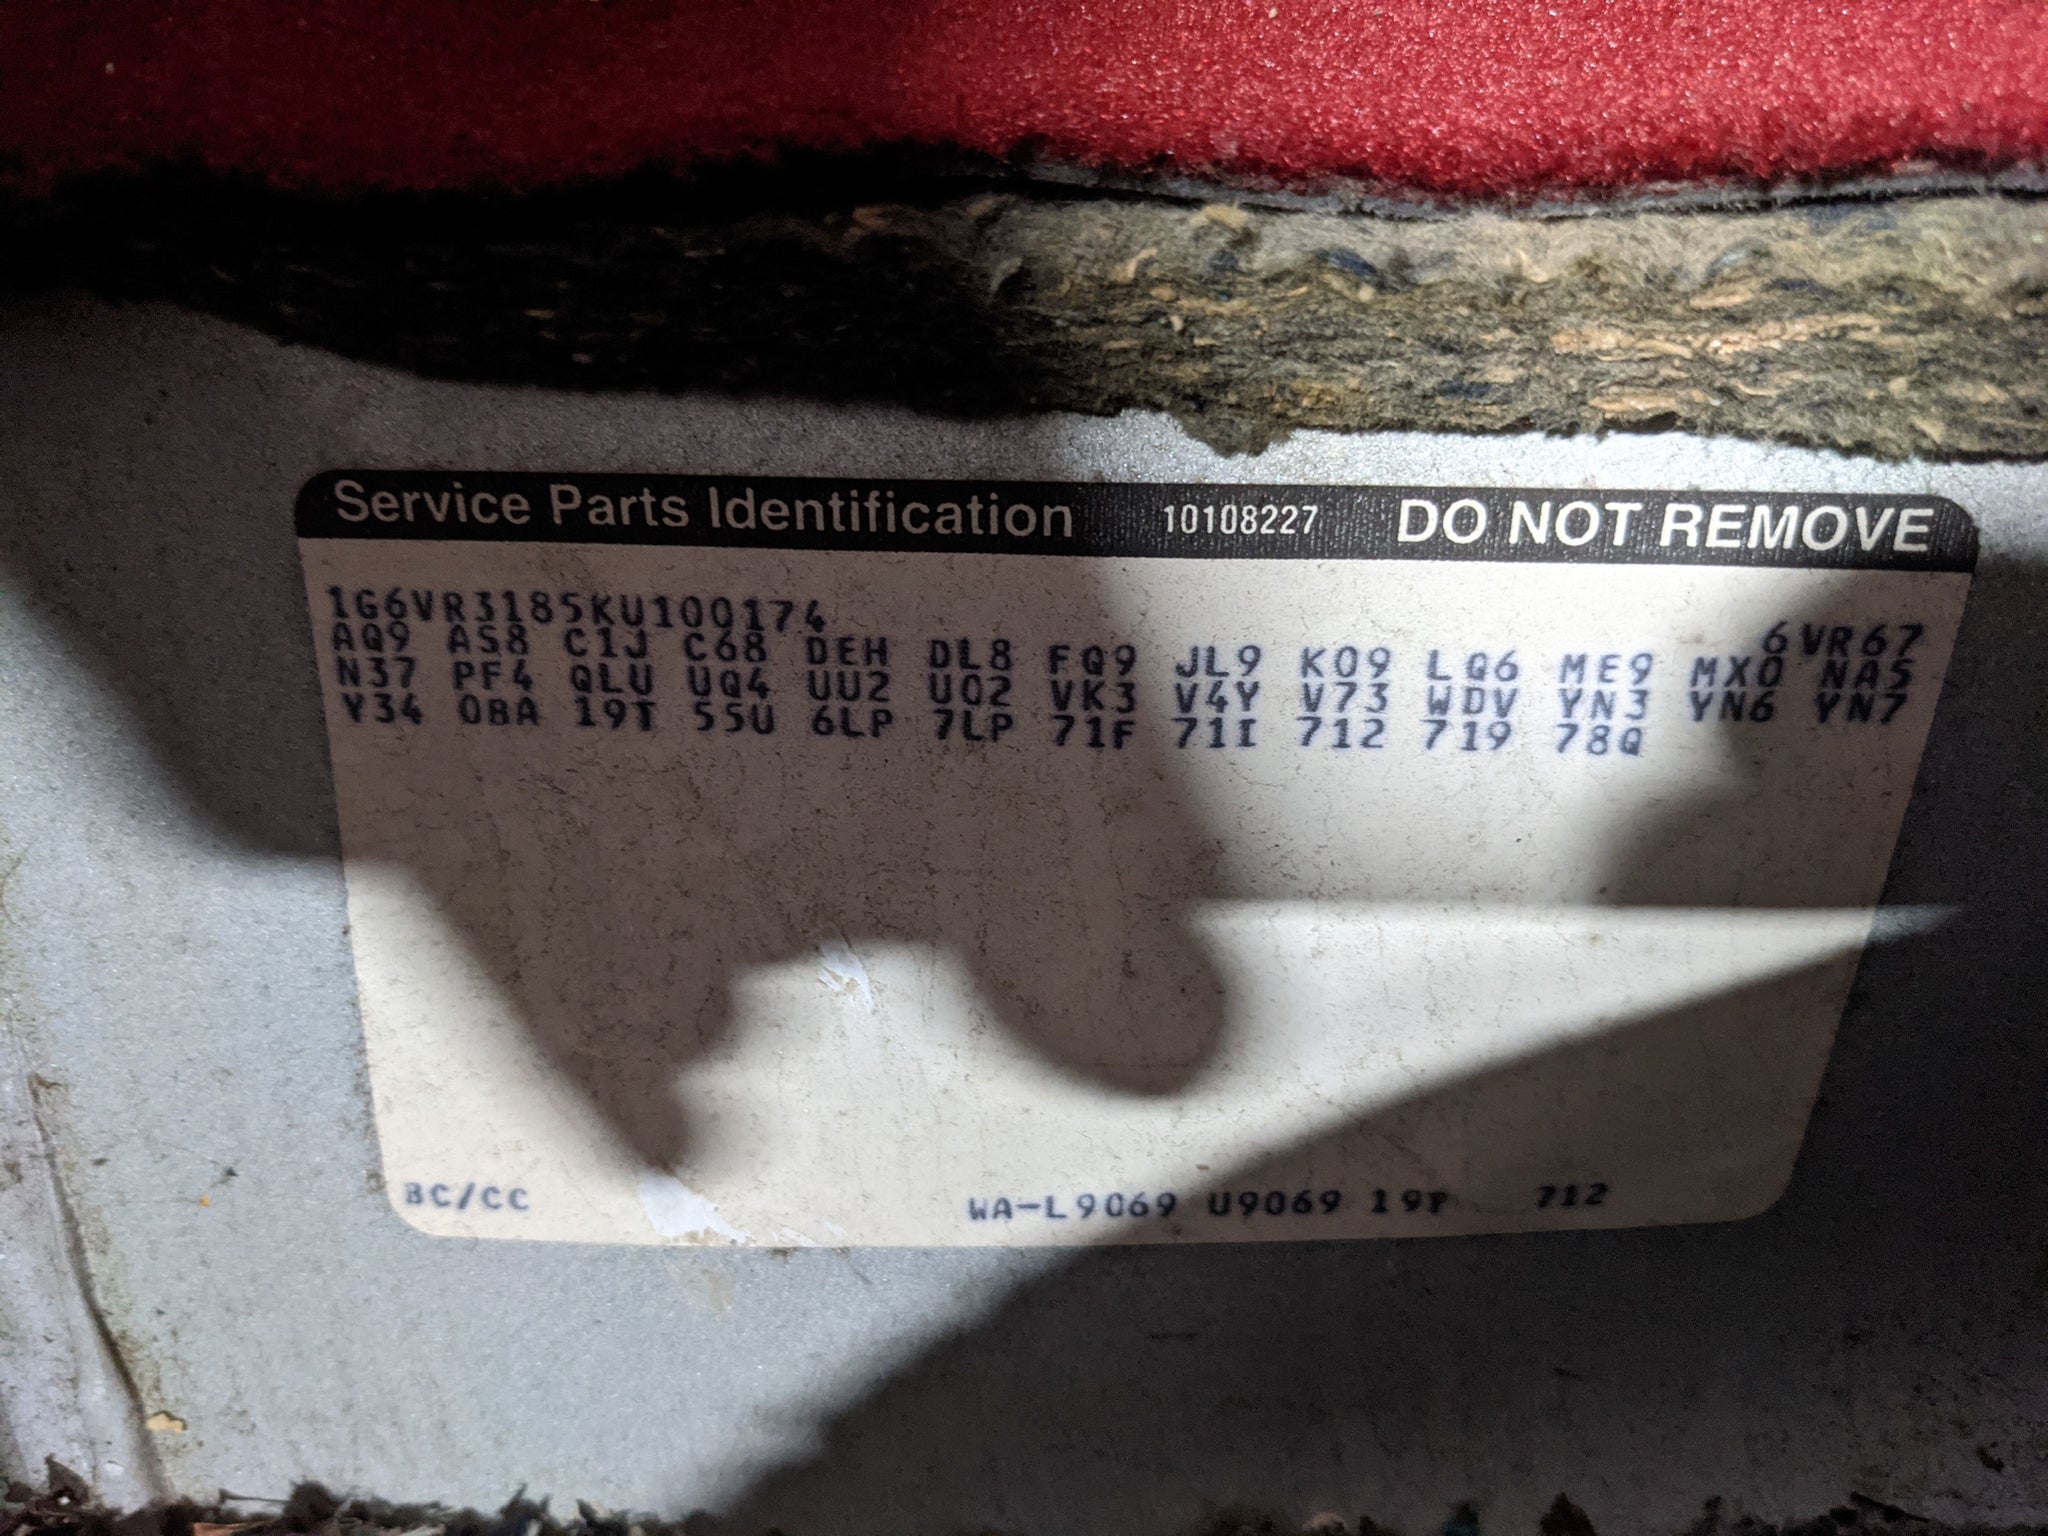 Service Parts Identification 10108227 DO NOT REMOVE
1G6VR3185KU100174 6VR67
AQ9 AS8 C1J C68 DEH DL8 FQ9 JL9 K09 LQ6 ME9 MX0 NA5
N37 PF4 QLU UQ4 UU2 U02 VK3 V4Y V73 WDV YN3 YN6 YN7
Y34 08A 19T 55U 6LP 7LP 71F 71I 712 719 78Q
BC/CC WA-L9069 U9069 19T 712